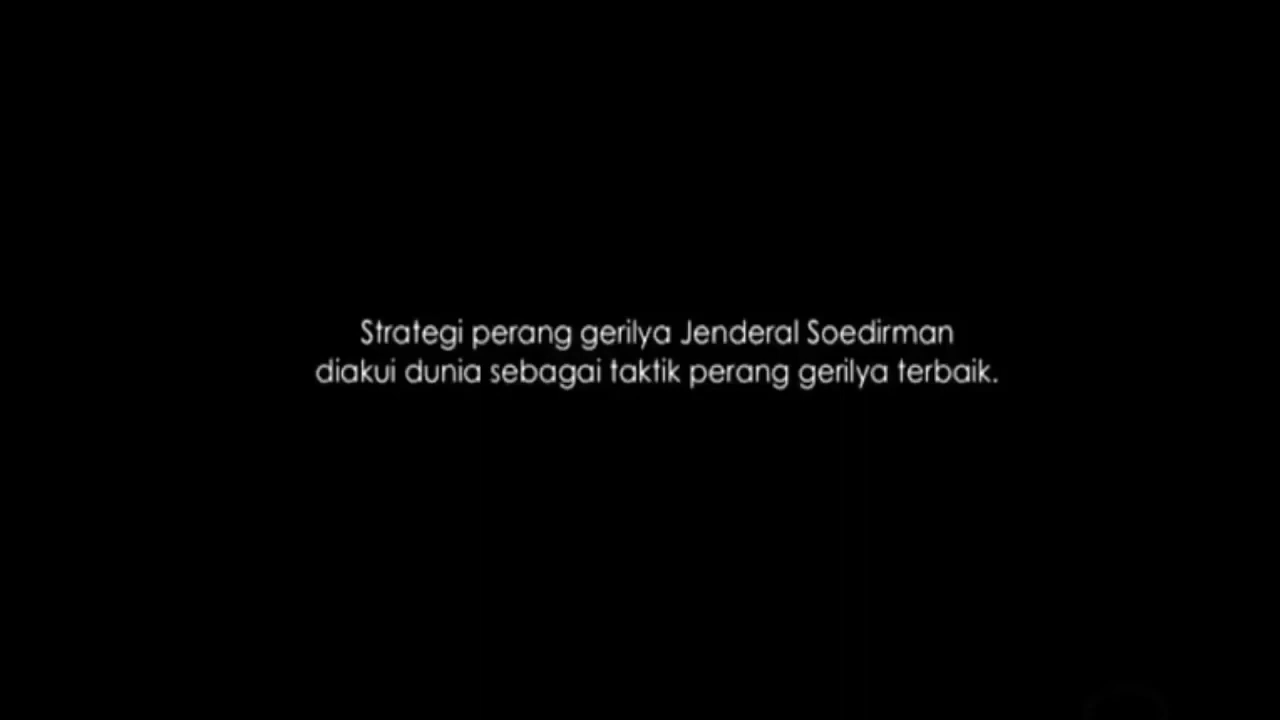 Strategi perang gerilya Jenderal Soedirman
diakui dunia sebagai taktik perang gerilya terbaik.